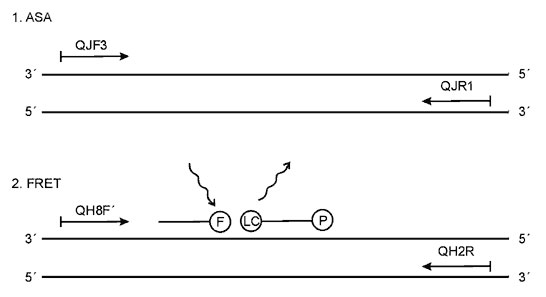 1. ASA
QJF3
3´ 5´
QJR1
5´ 3´
2. FRET
QH8F´ F LC P
3´ 5´
QH2R
5´ 3´